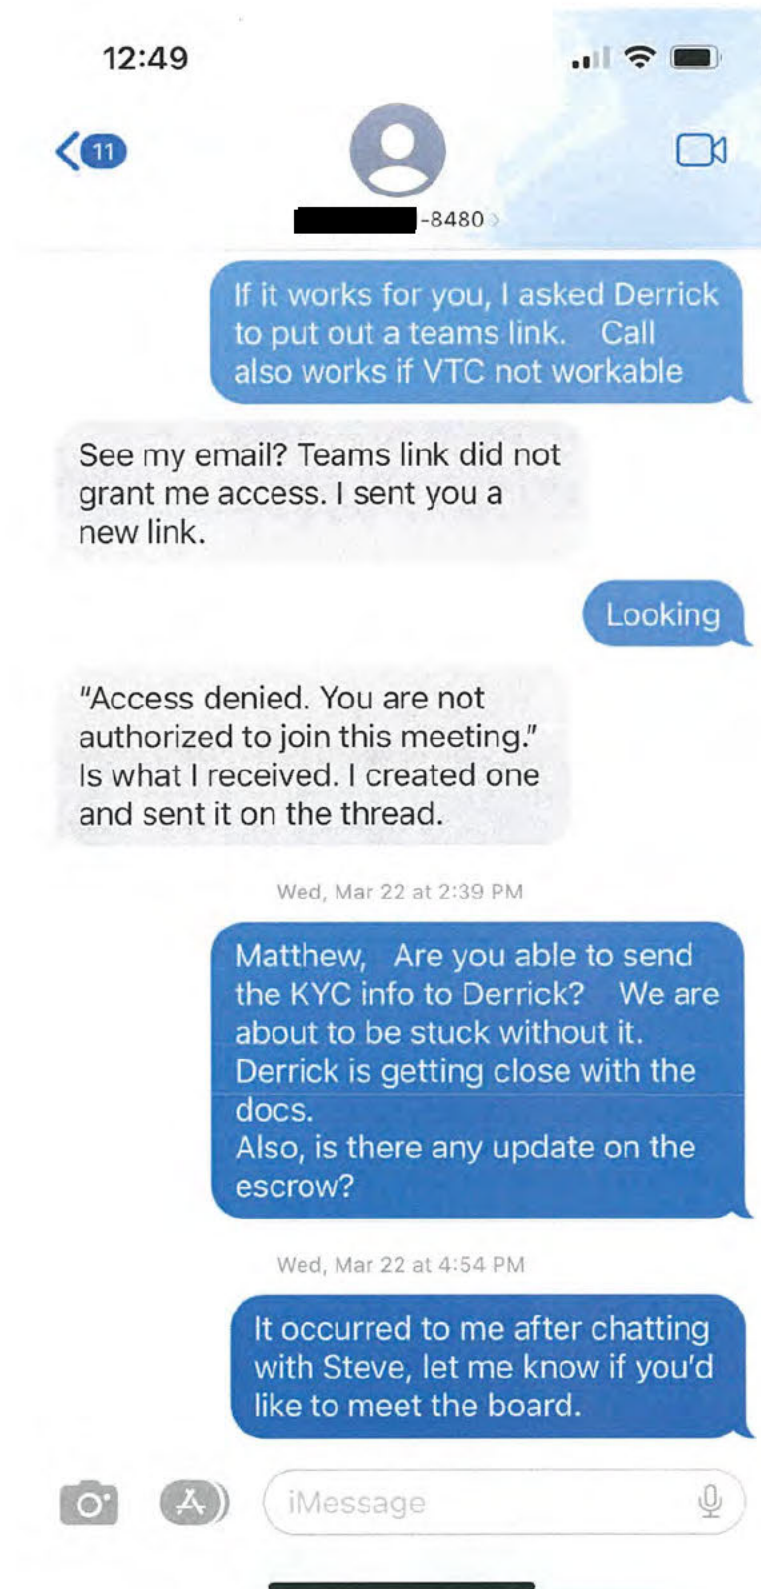 12:49
11
-8480 >
If it works for you, I asked Derrick
to put out a teams link.    Call
also works if VTC not workable
See my email? Teams link did not
grant me access. I sent you a
new link.
Looking
"Access denied. You are not
authorized to join this meeting."
Is what I received. I created one
and sent it on the thread.
Wed, Mar 22 at 2:39 PM
Matthew,   Are you able to send
the KYC info to Derrick?    We are
about to be stuck without it.
Derrick is getting close with the
docs.
Also, is there any update on the
escrow?
Wed, Mar 22 at 4:54 PM
It occurred to me after chatting
with Steve, let me know if you'd
like to meet the board.
iMessage